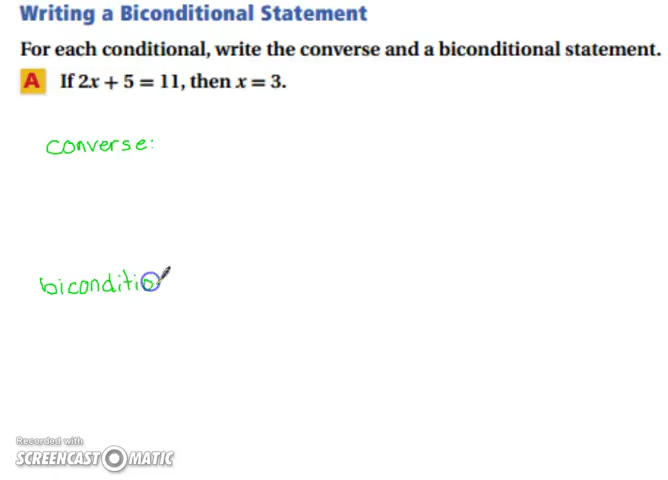 Writing a Biconditional Statement
For each conditional, write the converse and a biconditional statement.
A If 2x + 5 = 11, then x = 3.
converse:
biconditio
Recorded with
SCREENCAST O MATIC